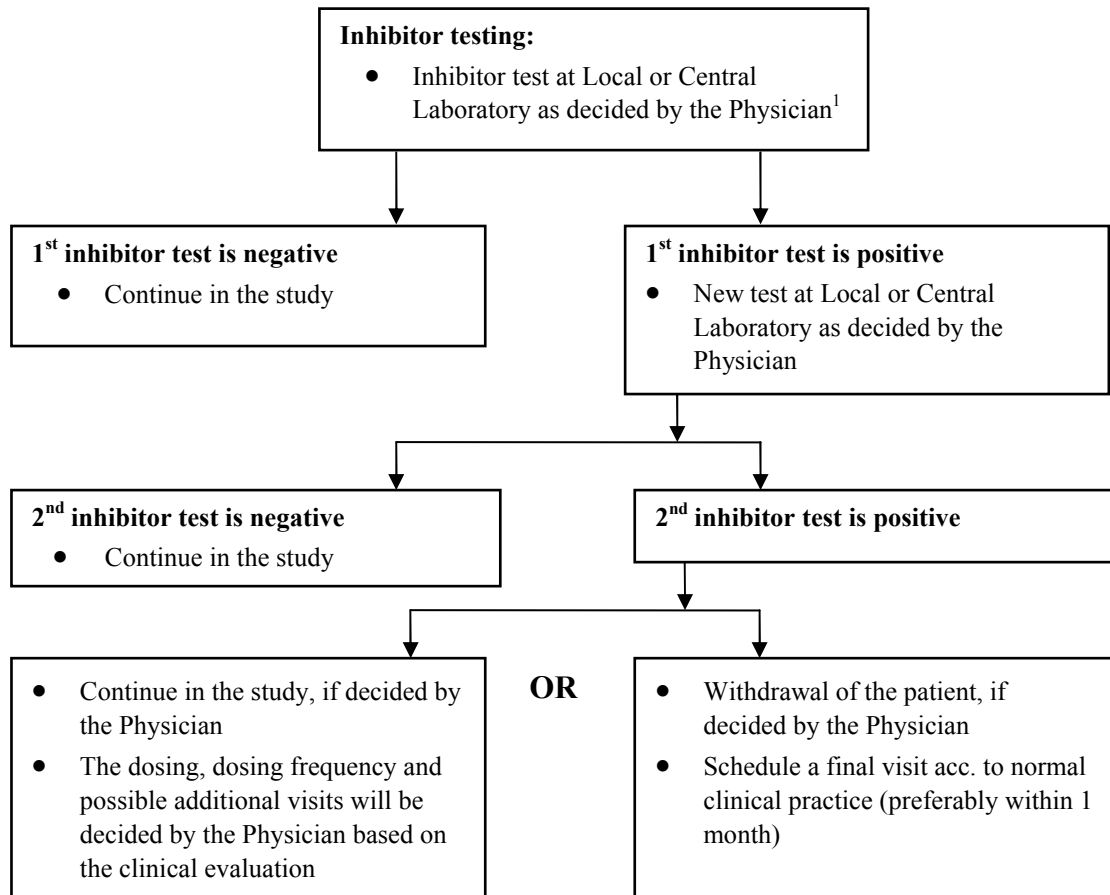 Inhibitor testing:
• Inhibitor test at Local or Central
Laboratory as decided by the Physician¹
1st inhibitor test is negative
• Continue in the study
1st inhibitor test is positive
• New test at Local or Central
Laboratory as decided by the
Physician
2nd inhibitor test is negative
• Continue in the study
2nd inhibitor test is positive
• Continue in the study, if decided by
the Physician
• The dosing, dosing frequency and
possible additional visits will be
decided by the Physician based on
the clinical evaluation
OR
• Withdrawal of the patient, if
decided by the Physician
• Schedule a final visit acc. to normal
clinical practice (preferably within 1
month)